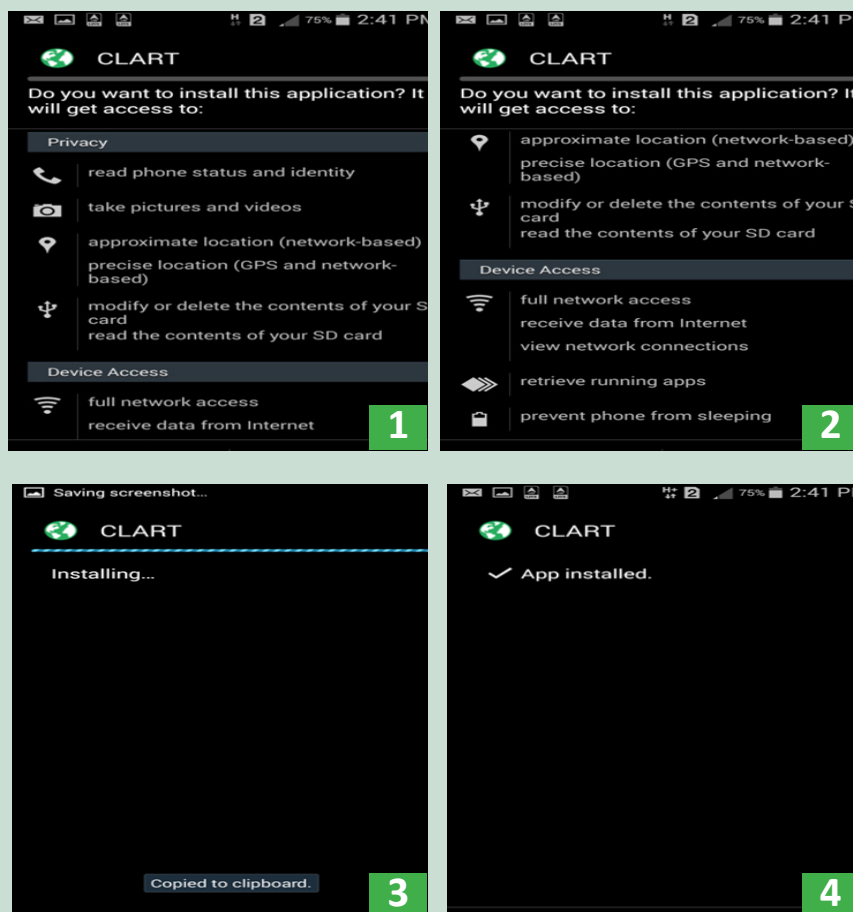 75% 2:41 PM
CLART
Do you want to install this application? It
will get access to:
Privacy
read phone status and identity
take pictures and videos
approximate location (network-based)
precise location (GPS and network-
based)
modify or delete the contents of your S
card
read the contents of your SD card
Device Access
full network access
receive data from Internet
1
2 75% 2:41 P
CLART
Do you want to install this application? It
will get access to:
approximate location (network-based)
precise location (GPS and network-
based)
modify or delete the contents of your S
card
read the contents of your SD card
Device Access
full network access
receive data from Internet
view network connections
retrieve running apps
prevent phone from sleeping
2
Saving screenshot...
CLART
Installing...
Copied to clipboard.
3
H+ 2 75% 2:41 P
CLART
App installed.
4